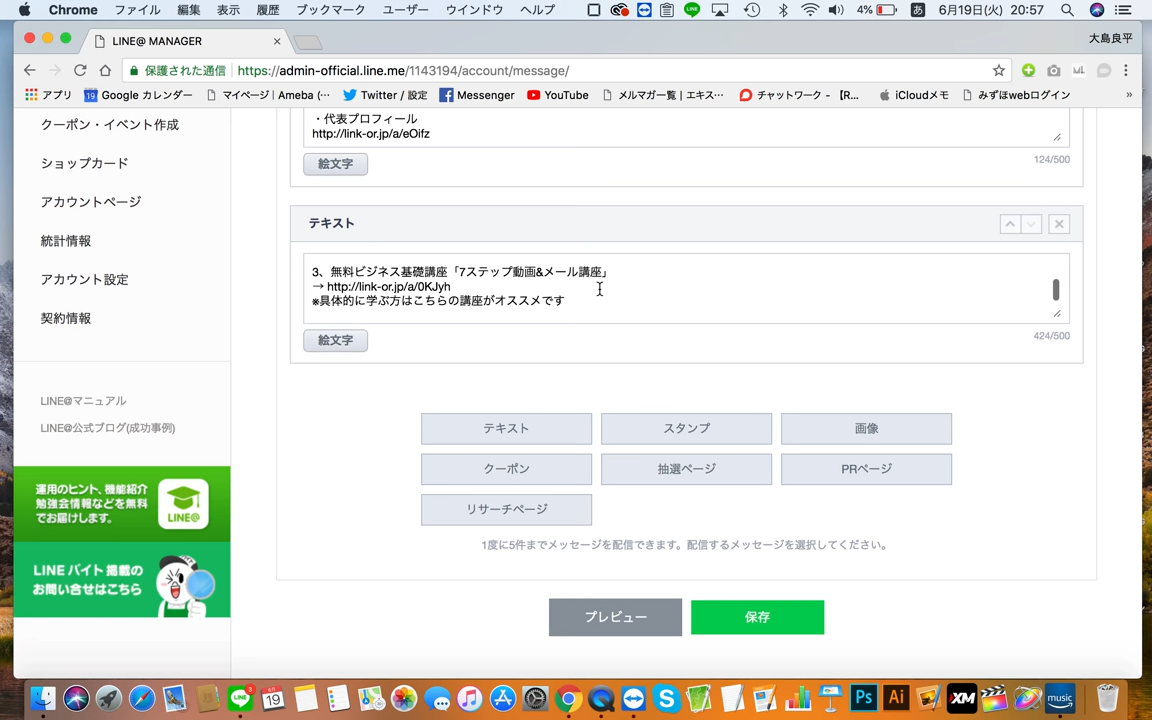 Chrome ファイル 編集 表示 履歴 ブックマーク ユーザー ウインドウ ヘルプ 4% あ 6月19日(火) 20:57
LINE@ MANAGER
大島良平
保護された通信 https://admin-official.line.me/1143194/account/message/
アプリ Google カレンダー マイページ | Ameba (… Twitter / 設定 Messenger YouTube メルマガ一覧 | エキス… チャットワーク - 【R… iCloudメモ みずほwebログイン »
クーポン・イベント作成
ショップカード
アカウントページ
統計情報
アカウント設定
契約情報
LINE@マニュアル
LINE@公式ブログ(成功事例)
運用のヒント、機能紹介
勉強会情報などを無料
でお届けします。
LINE@
LINE バイト 掲載の
お問い合せはこちら
・代表プロフィール
http://link-or.jp/a/eOifz
絵文字
124/500
テキスト
3、無料ビジネス基礎講座「7ステップ動画&メール講座」
→ http://link-or.jp/a/0KJyh
※具体的に学ぶ方はこちらの講座がオススメです
絵文字
424/500
テキスト スタンプ 画像
クーポン 抽選ページ PRページ
リサーチページ
1度に5件までメッセージを配信できます。配信するメッセージを選択してください。
プレビュー 保存
LINE 3 19 Ps Ai XM music